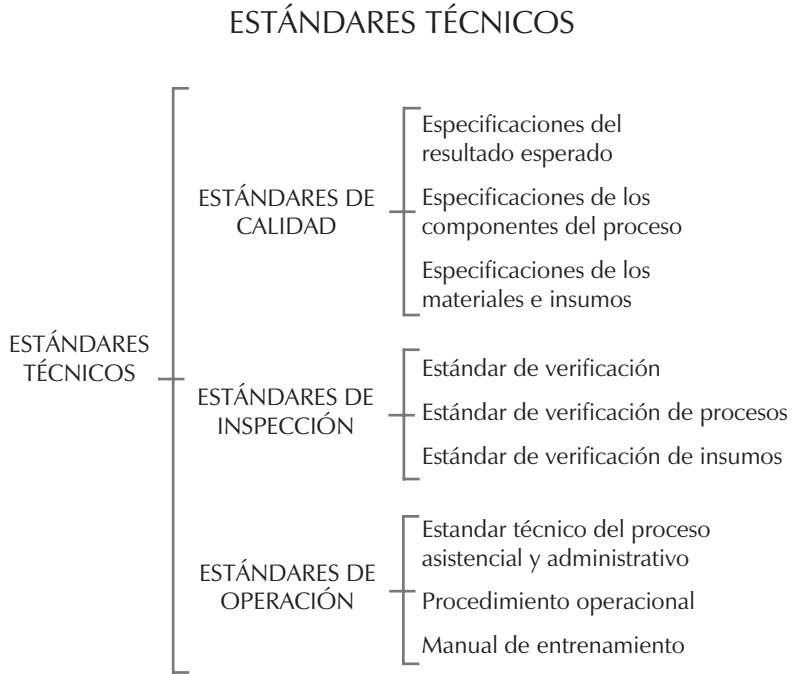 ESTÁNDARES TÉCNICOS
ESTÁNDARES
TÉCNICOS
ESTÁNDARES DE
CALIDAD
Especificaciones del
resultado esperado
Especificaciones de los
componentes del proceso
Especificaciones de los
materiales e insumos
ESTÁNDARES DE
INSPECCIÓN
Estándar de verificación
Estándar de verificación de procesos
Estándar de verificación de insumos
ESTÁNDARES DE
OPERACIÓN
Estandar técnico del proceso
asistencial y administrativo
Procedimiento operacional
Manual de entrenamiento